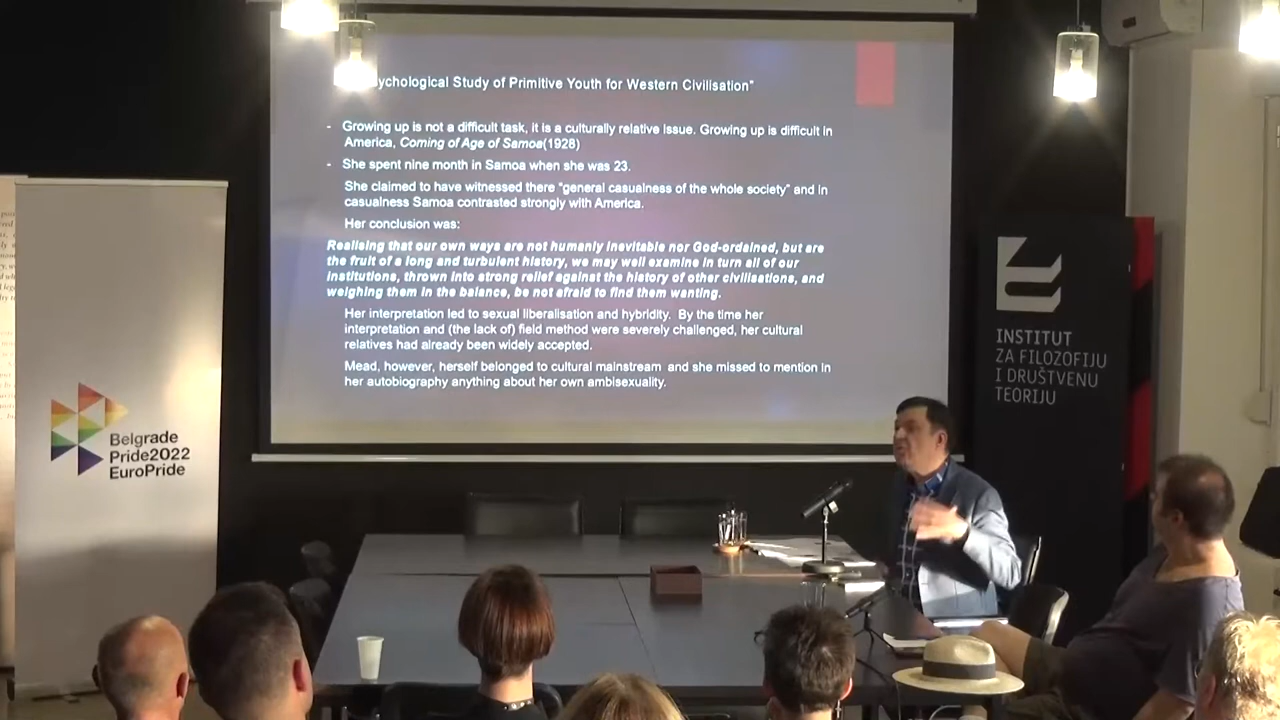 ychological Study of Primitive Youth for Western Civilisation"
- Growing up is not a difficult task, it is a culturally relative issue. Growing up is difficult in
America, Coming of Age of Samoa(1928)
- She spent nine month in Samoa when she was 23.
She claimed to have witnessed there "general casualness of the whole society" and in
casualness Samoa contrasted strongly with America.
Her conclusion was:
Realising that our own ways are not humanly inevitable nor God-ordained, but are
the fruit of a long and turbulent history, we may well examine in turn all of our
institutions, thrown into strong relief against the history of other civilisations, and
weighing them in the balance, be not afraid to find them wanting.
Her interpretation led to sexual liberalisation and hybridity. By the time her
interpretation and (the lack of) field method were severely challenged, her cultural
relatives had already been widely accepted.
Mead, however, herself belonged to cultural mainstream and she missed to mention in
her autobiography anything about her own ambisexuality.
Belgrade
Pride2022
EuroPride
INSTITUT
ZA FILOZOFIJU
I DRUŠTVENU
TEORIJU